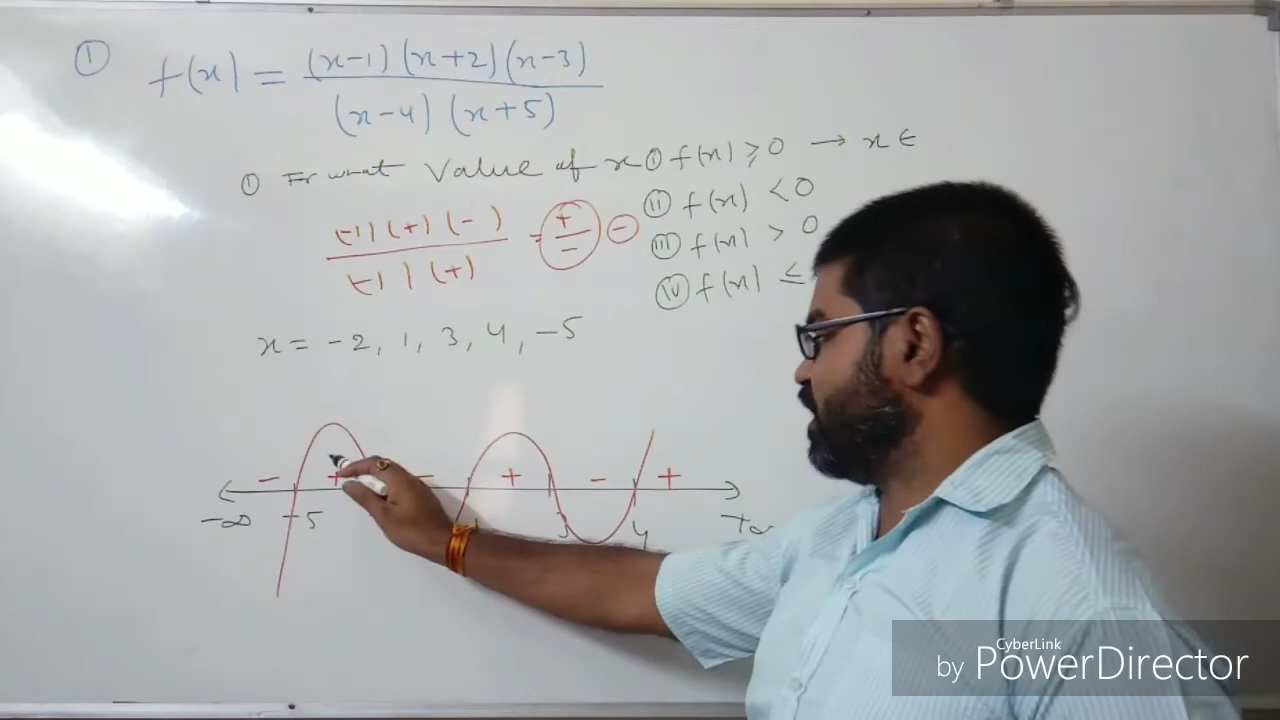 ① f(x) = (x-1) (x+2) (x-3)
(x-4) (x+5)
① For what Value of x ① f(x) ≥ 0 → x ∈
(ii) f(x) < 0
(iii) f(x) > 0
(iv) f(x) ≤
(-) (+) (-)
(-) (+)
= + / - -
x = -2, 1, 3, 4, -5
- + - + - +
-∞ -5 3 4
CyberLink
by PowerDirector